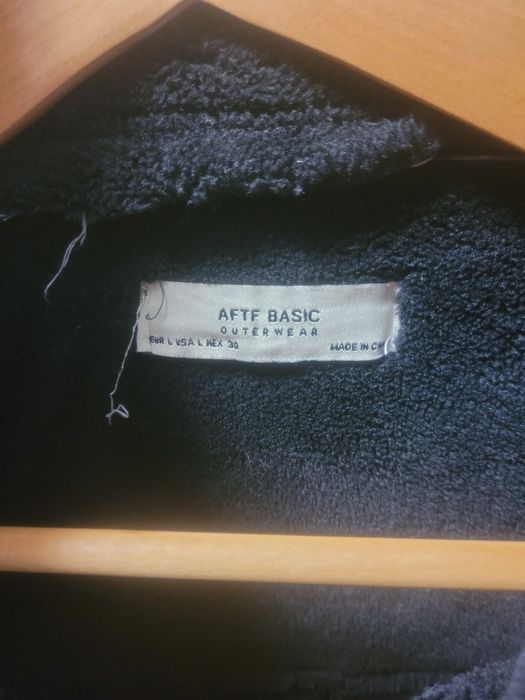 AFTF BASIC
OUTERWEAR
EUR L USA L MEX 30 MADE IN